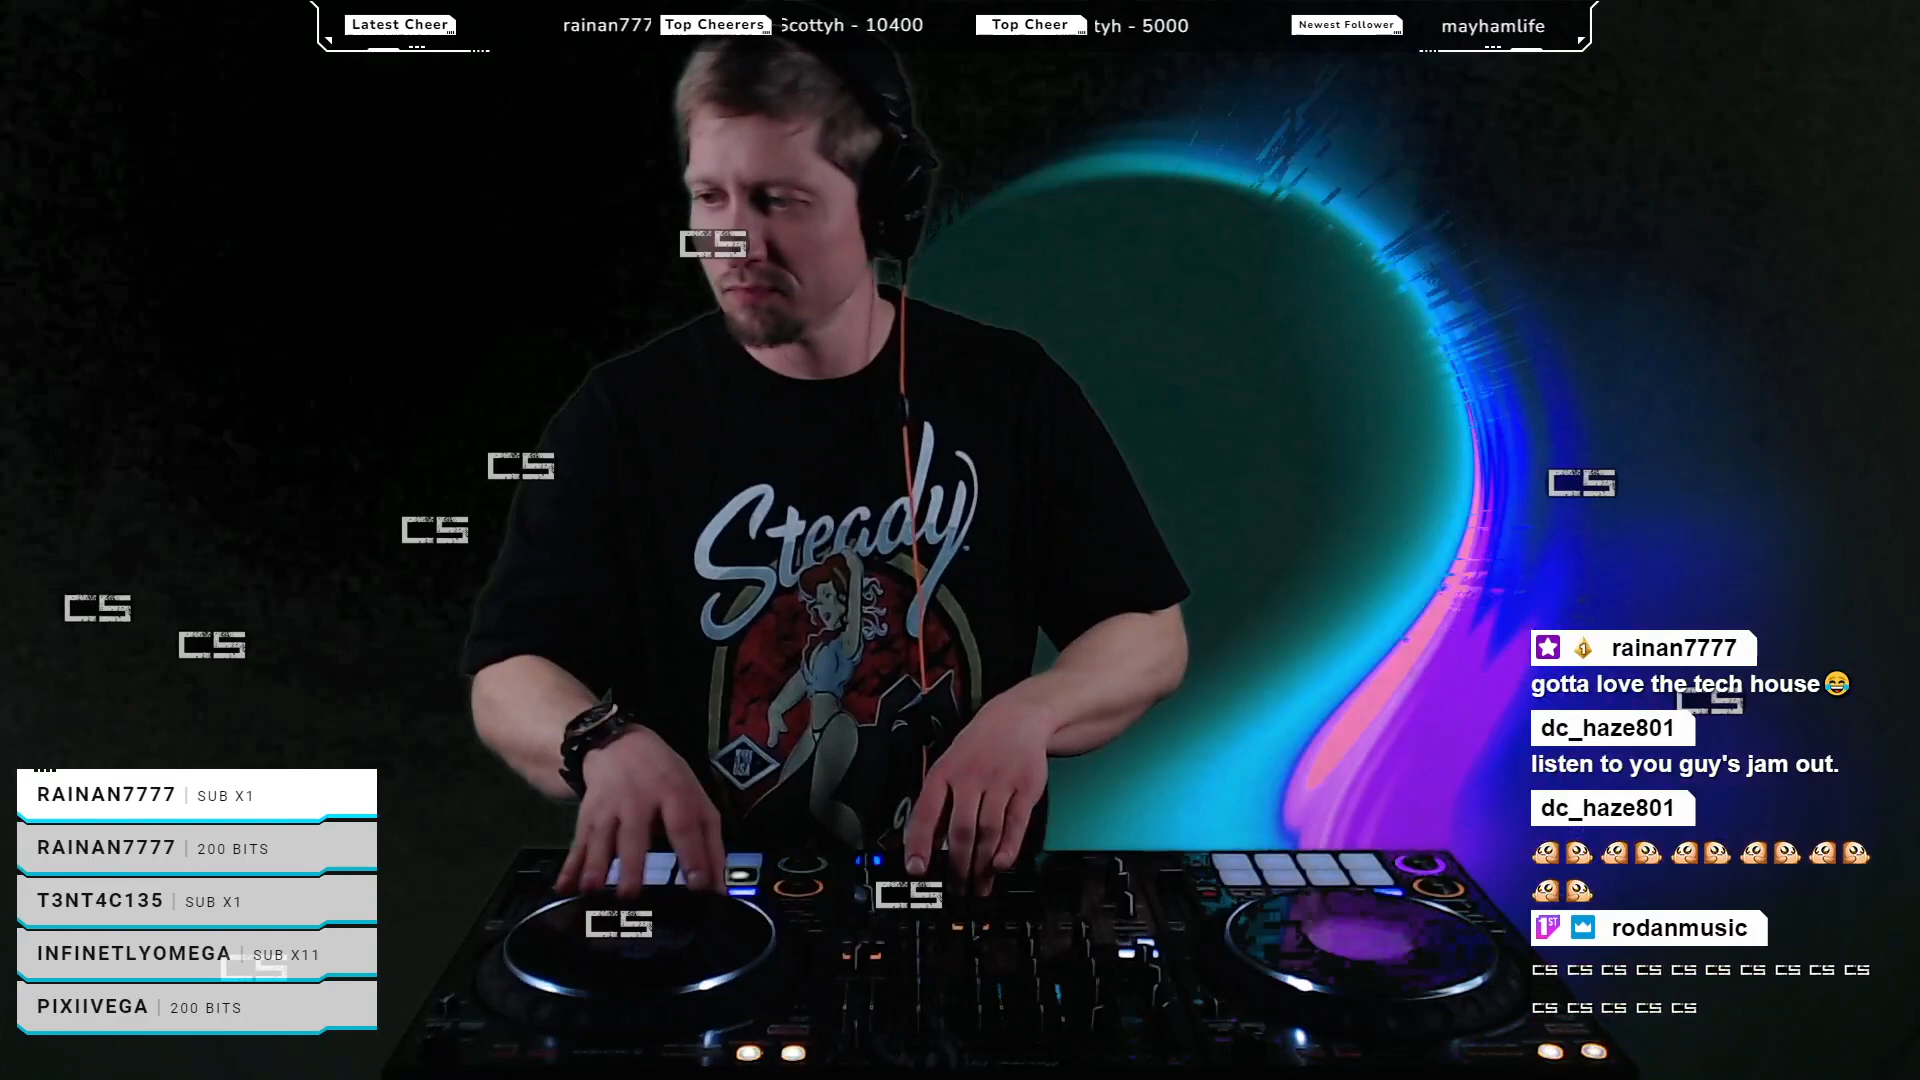 Latest Cheer
rainan777
Top Cheerers
Scottyh - 10400
Top Cheer
tyh - 5000
Newest Follower
mayhamlife
CS
Steady
CS
CS
CS
CS
CS
CS
rainan7777
gotta love the tech house😂
CS
dc_haze801
listen to you guy's jam out.
dc_haze801
rodanmusic
CS CS CS CS CS CS CS CS CS CS
CS CS CS CS CS
RAINAN7777 | SUB X1
RAINAN7777 | 200 BITS
T3NT4C135 | SUB X1
INFINETLYOMEGA | SUB X11
CS
PIXIIVEGA | 200 BITS
CS